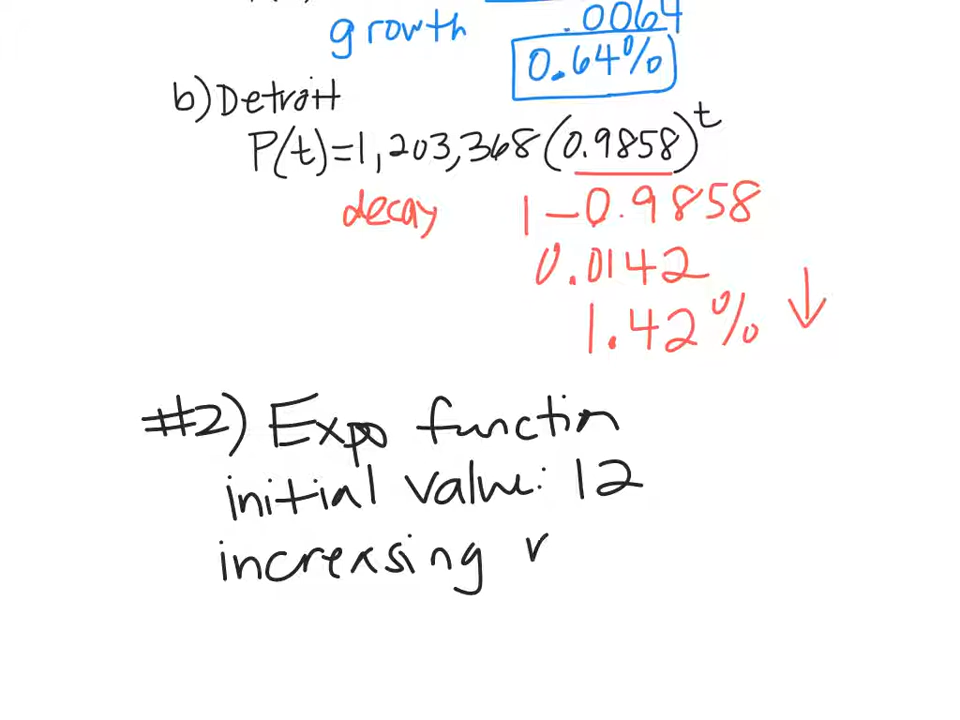 growth .0064
0.64%
b) Detroit
P(t)=1,203,368(0.9858)^t
decay 1-0.9858
0.0142
1.42% ↓
#2) Expo function
initial value: 12
increasing r